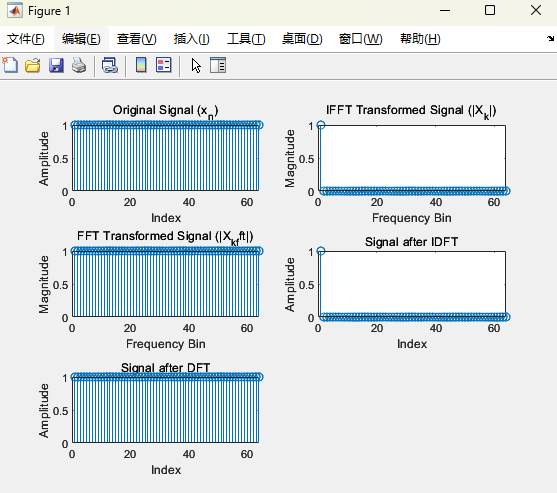 Figure 1
文件(F) 编辑(E) 查看(V) 插入(I) 工具(T) 桌面(D) 窗口(W) 帮助(H)
Original Signal (x_n)
1
0.5
0
Amplitude
0 20 40 60
Index
IFFT Transformed Signal (|X_k|)
1
0.5
0
Magnitude
0 20 40 60
Frequency Bin
FFT Transformed Signal (|X_kf ft|)
1
0.5
0
Magnitude
0 20 40 60
Frequency Bin
Signal after IDFT
1
0.5
0
Amplitude
0 20 40 60
Index
Signal after DFT
1
0.5
0
Amplitude
0 20 40 60
Index